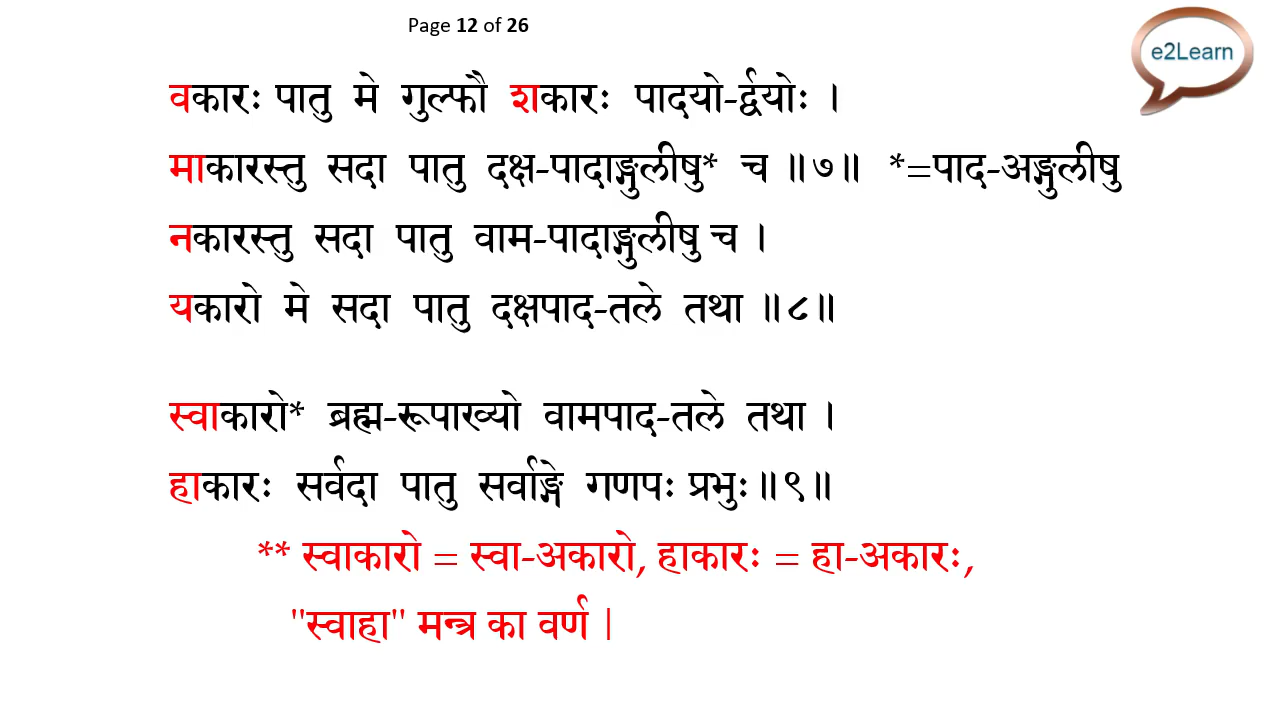 Page 12 of 26
e2Learn
वकारः पातु मे गुल्फौ शकारः पादयो-र्द्वयोः ।
माकारस्तु सदा पातु दक्ष-पादाङ्गुलीषु* च ॥७॥ *=पाद-अङ्गुलीषु
नकारस्तु सदा पातु वाम-पादाङ्गुलीषु च ।
यकारो मे सदा पातु दक्षपाद-तले तथा ॥८॥
स्वाकारो* ब्रह्म-रूपाख्यो वामपाद-तले तथा ।
हाकारः सर्वदा पातु सर्वाङ्गे गणपः प्रभुः॥९॥
** स्वाकारो = स्वा-अकारो, हाकारः = हा-अकारः,
"स्वाहा" मन्त्र का वर्ण |